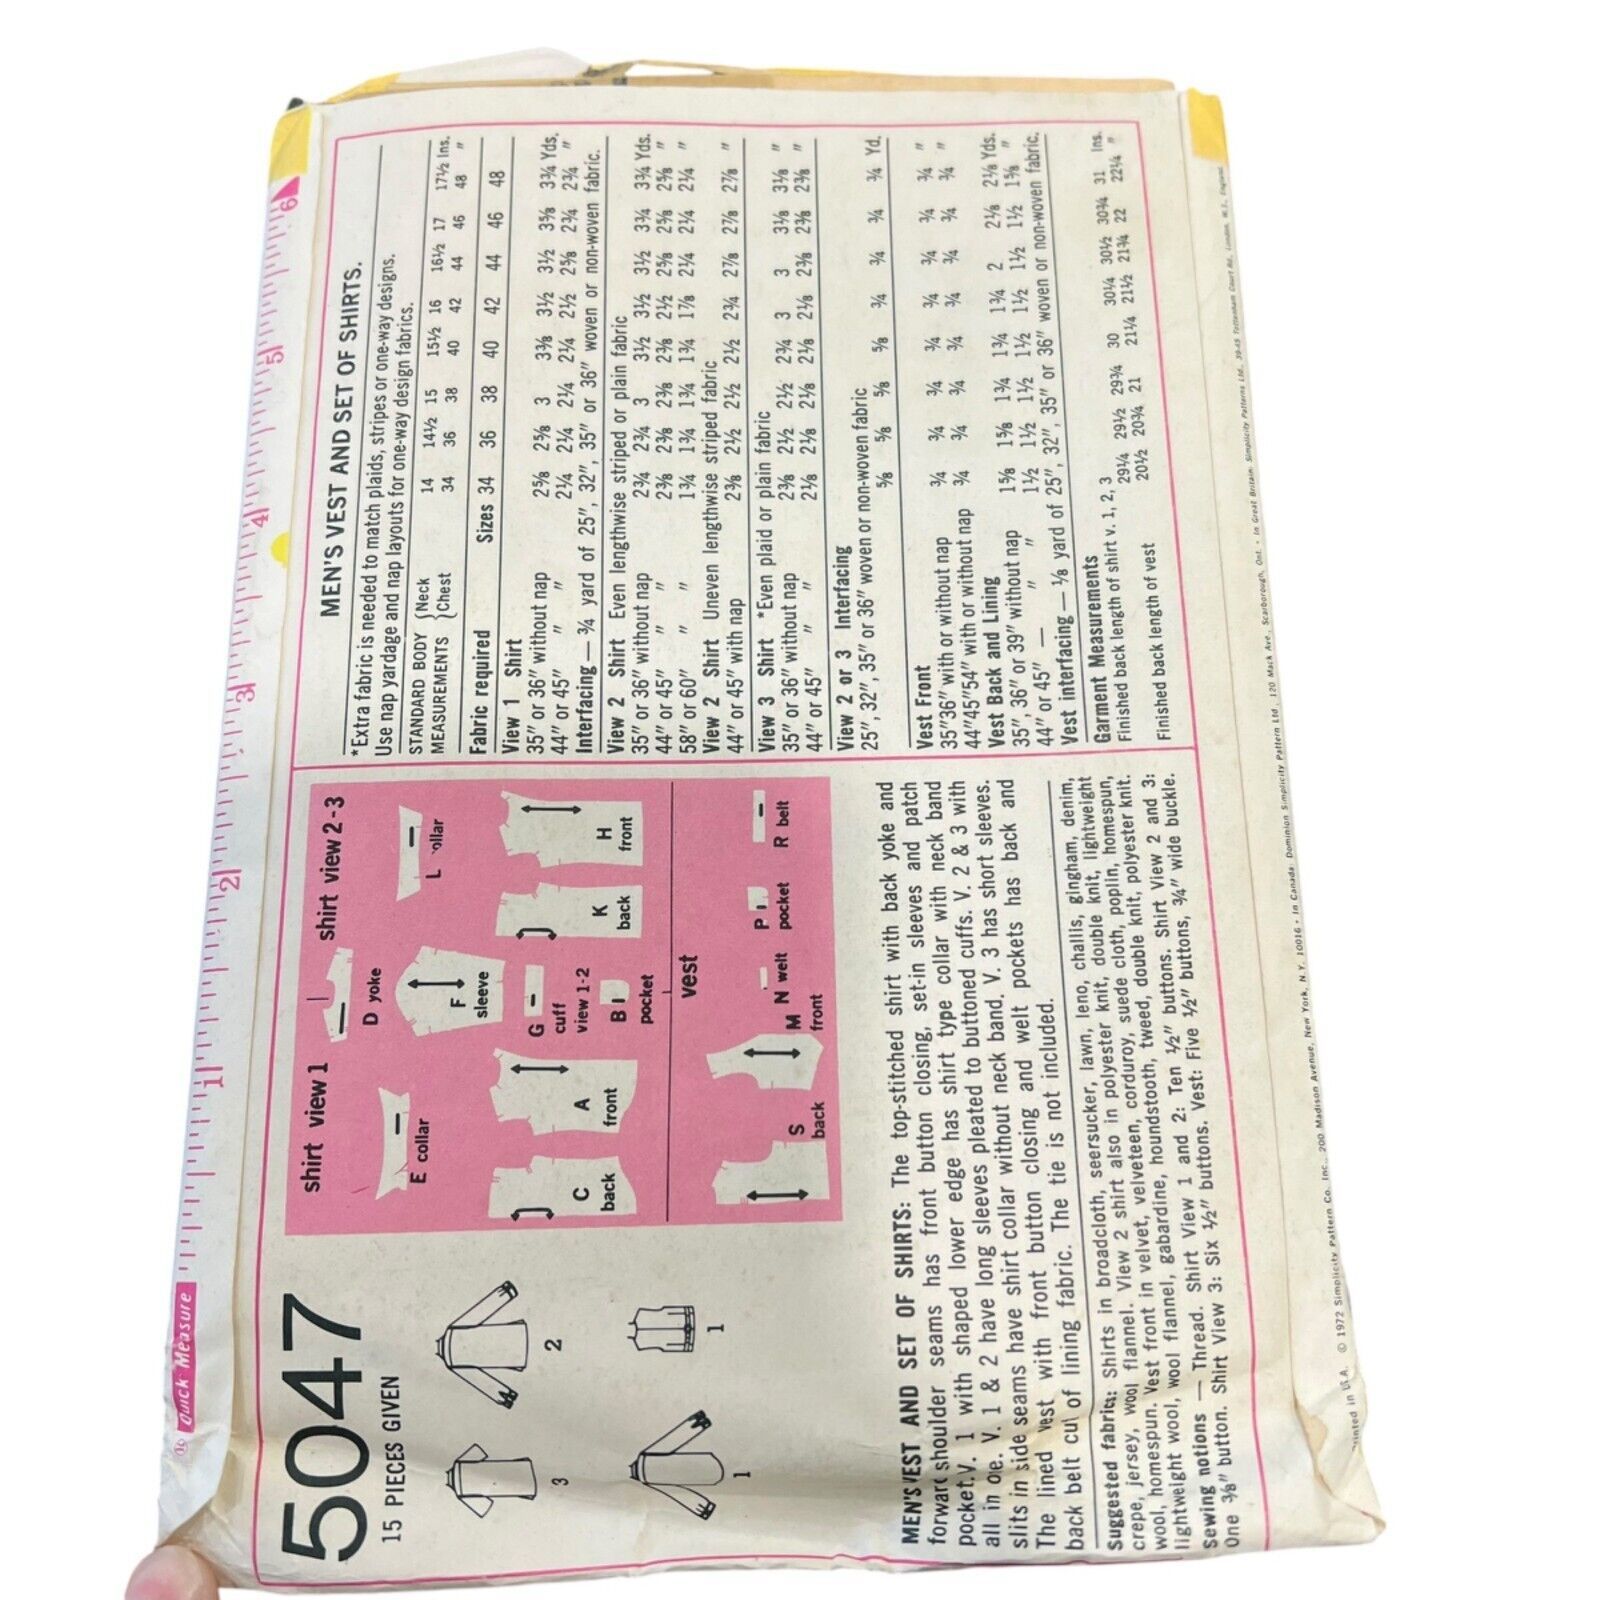 Quick Measure
1 2 3 4 5 6
5047
15 PIECES GIVEN
3
2
1
1
shirt view 1
shirt view 2-3
E collar
D yoke
L ollar
C back
A front
F sleeve
G cuff view 1-2
B pocket
K back
H front
vest
S back
M front
N welt
P pocket
R belt
MEN'S VEST AND SET OF SHIRTS: The top-stitched shirt with back yoke and
forward shoulder seams has front button closing, set-in sleeves and patch
pocket. V. 1 with shaped lower edge has shirt type collar with neck band
all in one. V. 1 & 2 have long sleeves pleated to buttoned cuffs. V. 2 & 3 with
slits in side seams have shirt collar without neck band. V. 3 has short sleeves.
The lined vest with front button closing and welt pockets has back and
back belt cut of lining fabric. The tie is not included.
Suggested fabrics: Shirts in broadcloth, seersucker, lawn, leno, challis, gingham, denim,
crepe, jersey, wool flannel. View 2 shirt also in polyester knit, double knit, lightweight
wool, homespun. Vest front in velvet, velveteen, corduroy, suede cloth, poplin, homespun,
lightweight wool, wool flannel, gabardine, houndstooth, tweed, double knit, polyester knit.
Sewing notions — Thread. Shirt View 1 and 2: Ten ½" buttons. Shirt View 2 and 3:
One ⅜" button. Shirt View 3: Six ½" buttons. Vest: Five ½" buttons, ¾" wide buckle.
MEN'S VEST AND SET OF SHIRTS.
*Extra fabric is needed to match plaids, stripes or one-way designs.
Use nap yardage and nap layouts for one-way design fabrics.
STANDARD BODY {Neck 14 14½ 15 15½ 16 16½ 17 17½ Ins.
MEASUREMENTS {Chest 34 36 38 40 42 44 46 48 "
Fabric required Sizes 34 36 38 40 42 44 46 48
View 1 Shirt
35" or 36" without nap 2⅝ 2⅝ 3 3⅜ 3½ 3½ 3⅝ 3¾ Yds.
44" or 45" " " 2¼ 2¼ 2¼ 2¼ 2½ 2⅝ 2¾ 2¾ "
Interfacing — ¾ yard of 25", 32", 35" or 36" woven or non-woven fabric.
View 2 Shirt Even lengthwise striped or plain fabric
35" or 36" without nap 2¾ 2¾ 3 3½ 3½ 3½ 3¾ 3¾ Yds.
44" or 45" " " 2⅜ 2⅜ 2⅜ 2⅜ 2½ 2⅝ 2⅝ 2⅝ "
58" or 60" " " 1¾ 1¾ 1¾ 1¾ 1⅞ 2¼ 2¼ 2¼ "
View 2 Shirt Uneven lengthwise striped fabric
44" or 45" with nap 2⅜ 2½ 2½ 2½ 2¾ 2⅞ 2⅞ 2⅞ "
View 3 Shirt *Even plaid or plain fabric
35" or 36" without nap 2⅜ 2½ 2½ 2¾ 3 3 3⅛ 3⅛ "
44" or 45" " " 2⅛ 2⅛ 2⅛ 2⅛ 2⅛ 2⅜ 2⅜ 2⅜ "
View 2 or 3 Interfacing
25", 32", 35" or 36" woven or non-woven fabric
⅝ ⅝ ⅝ ⅝ ¾ ¾ ¾ ¾ Yd.
Vest Front
35"36" with or without nap ¾ ¾ ¾ ¾ ¾ ¾ ¾ ¾ "
44"45"54" with or without nap ¾ ¾ ¾ ¾ ¾ ¾ ¾ ¾ "
Vest Back and Lining
35", 36" or 39" without nap 1⅝ 1⅝ 1¾ 1¾ 1¾ 2 2⅛ 2⅛ Yds.
44" or 45" — " " 1½ 1½ 1½ 1½ 1½ 1½ 1½ 1⅝ "
Vest interfacing — ⅛ yard of 25", 32", 35" or 36" woven or non-woven fabric.
Garment Measurements
Finished back length of shirt v. 1, 2, 3
29¼ 29½ 29¾ 30 30¼ 30½ 30¾ 31 Ins.
Finished back length of vest 20½ 20¾ 21 21¼ 21½ 21¾ 22 22¼ "
rinted in U.S.A. © 1972 Simplicity Pattern Co. Inc., 200 Madison Avenue, New York, N.Y. 10016 • In Canada: Dominion Simplicity Pattern Ltd., 120 Mack Ave., Scarborough, Ont. • In Great Britain: Simplicity Patterns Ltd., 39-45 Tottenham Court Rd., London, W.1., England